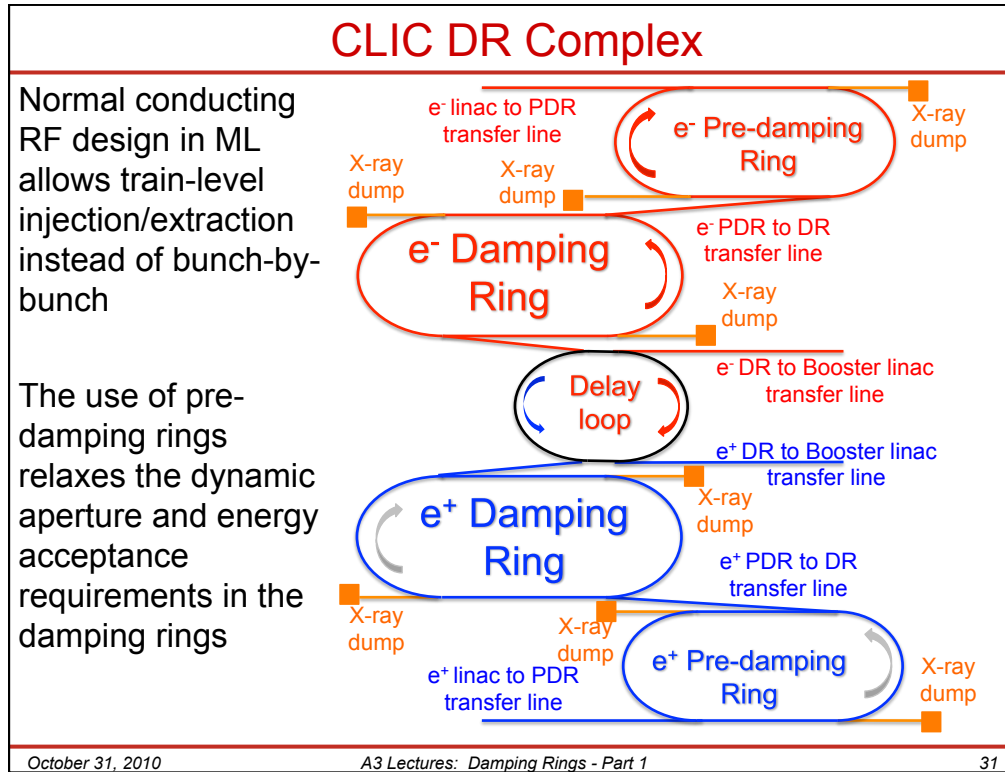 CLIC DR Complex
Normal conducting
RF design in ML
allows train-level
injection/extraction
instead of bunch-by-
bunch
The use of pre-
damping rings
relaxes the dynamic
aperture and energy
acceptance
requirements in the
damping rings
e- linac to PDR
transfer line
e- Pre-damping
Ring
X-ray
dump
X-ray
dump
X-ray
dump
e- PDR to DR
transfer line
e- Damping
Ring
X-ray
dump
e- DR to Booster linac
transfer line
Delay
loop
e+ DR to Booster linac
transfer line
X-ray
dump
e+ Damping
Ring
e+ PDR to DR
transfer line
X-ray
dump
X-ray
dump
e+ Pre-damping
Ring
e+ linac to PDR
transfer line
X-ray
dump
October 31, 2010
A3 Lectures: Damping Rings - Part 1
31